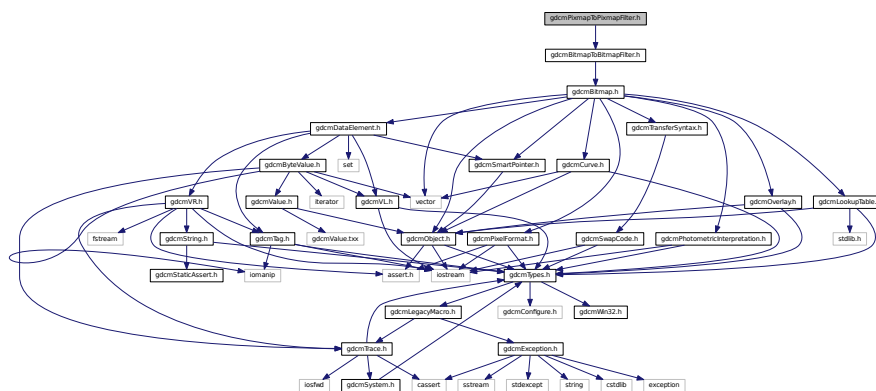 gdcmPixmapToPixmapFilter.h
gdcmBitmapToBitmapFilter.h
gdcmBitmap.h
gdcmDataElement.h
gdcmTransferSyntax.h
gdcmByteValue.h
set
gdcmSmartPointer.h
gdcmCurve.h
gdcmVR.h
gdcmValue.h
iterator
gdcmVL.h
vector
gdcmOverlay.h
gdcmLookupTable.
fstream
gdcmString.h
gdcmTag.h
gdcmValue.txx
gdcmObject.h
gdcmPixelFormat.h
gdcmSwapCode.h
gdcmPhotometricInterpretation.h
stdlib.h
gdcmStaticAssert.h
iomanip
assert.h
iostream
gdcmTypes.h
gdcmLegacyMacro.h
gdcmConfigure.h
gdcmWin32.h
gdcmTrace.h
gdcmException.h
iosfwd
gdcmSystem.h
cassert
sstream
stdexcept
string
cstdlib
exception